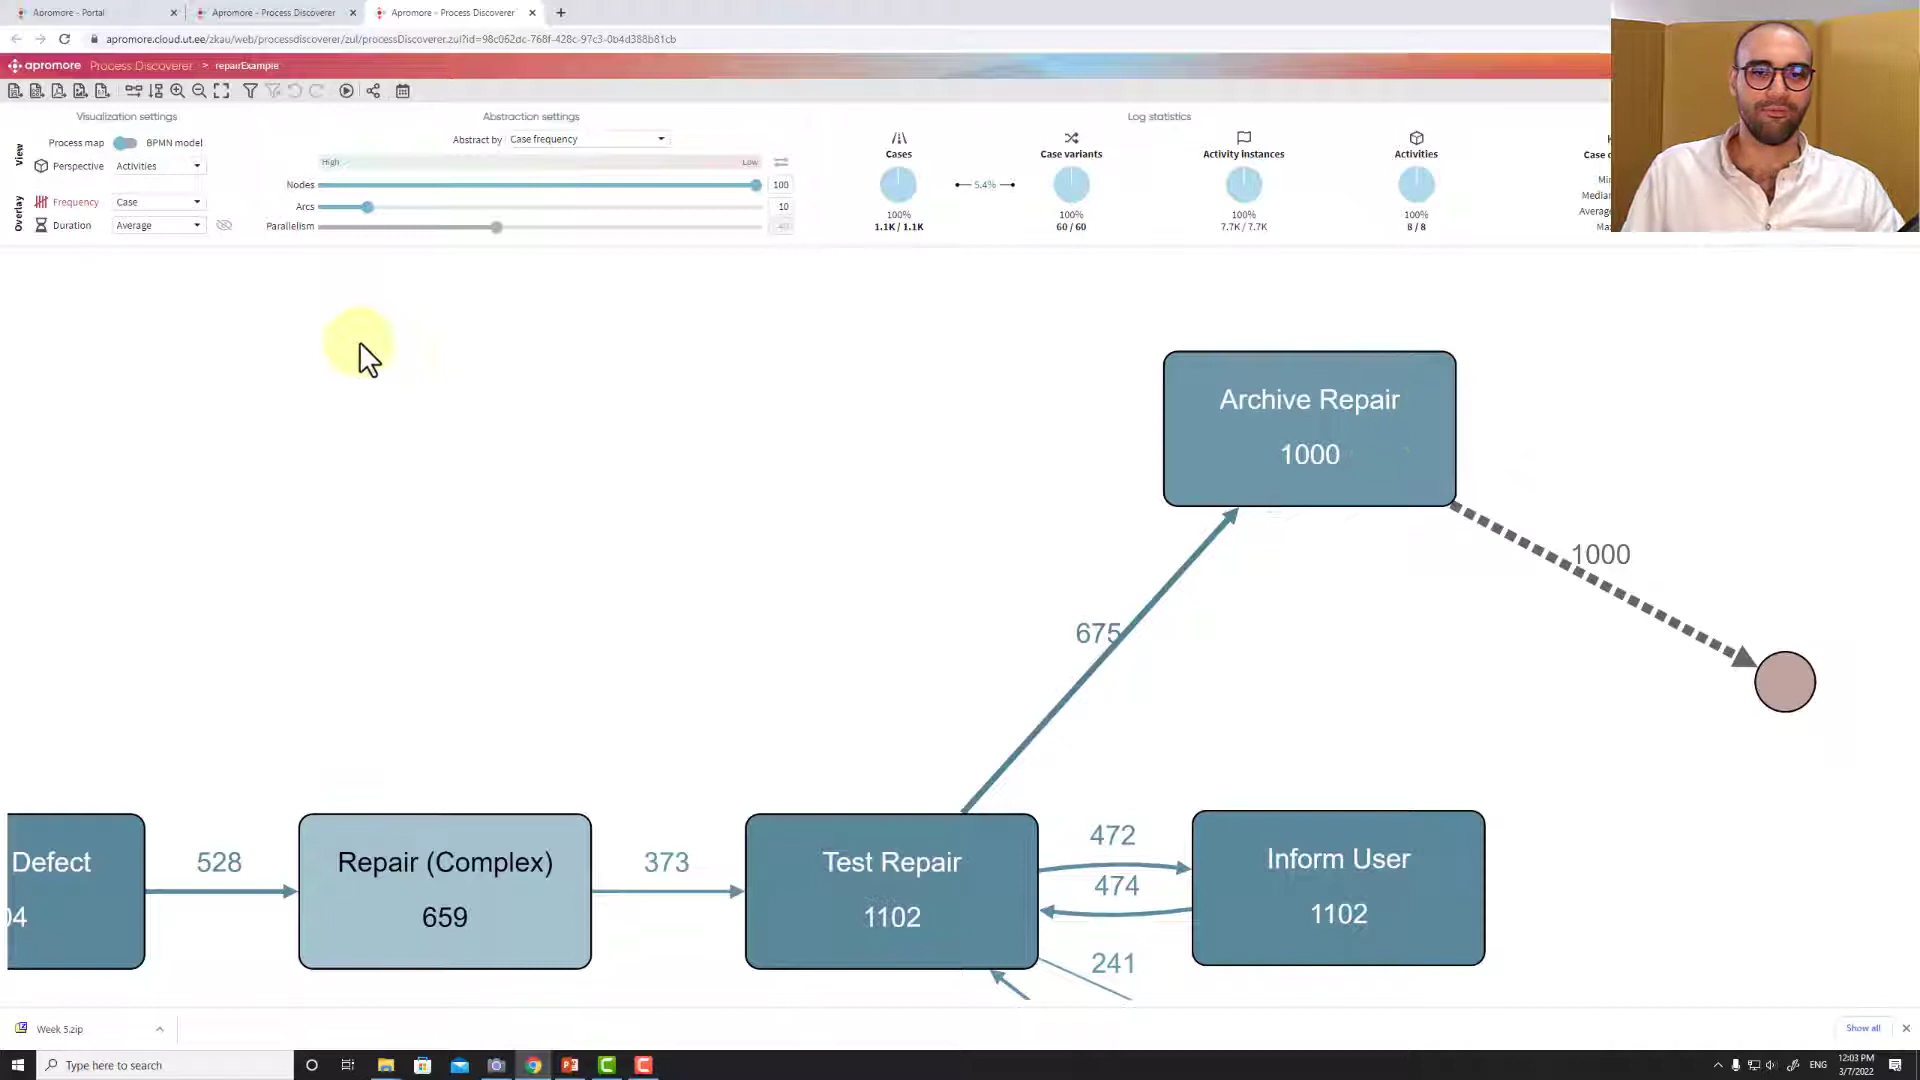 Apromore - Portal
Apromore - Process Discoverer
Apromore - Process Discoverer
apromore.cloud.ut.ee/zkau/web/processdiscoverer/zul/processDiscoverer.zul?id=98c062dc-768f-428c-97c3-0b4d388b81cb
apromore Process Discoverer > repairExample
Visualization settings
Abstraction settings
Log statistics
View
Process map
BPMN model
Perspective
Activities
Overlay
Frequency
Case
Duration
Average
Abstract by
Case frequency
High
Low
Nodes
100
Arcs
10
Parallelism
40
Cases
100%
1.1K / 1.1K
5.4%
Case variants
100%
60 / 60
Activity instances
100%
7.7K / 7.7K
Activities
100%
8 / 8
Archive Repair
1000
1000
675
Defect
04
528
Repair (Complex)
659
373
Test Repair
1102
472
474
241
Inform User
1102
Week 5.zip
Show all
Type here to search
ENG
12:03 PM
3/7/2022